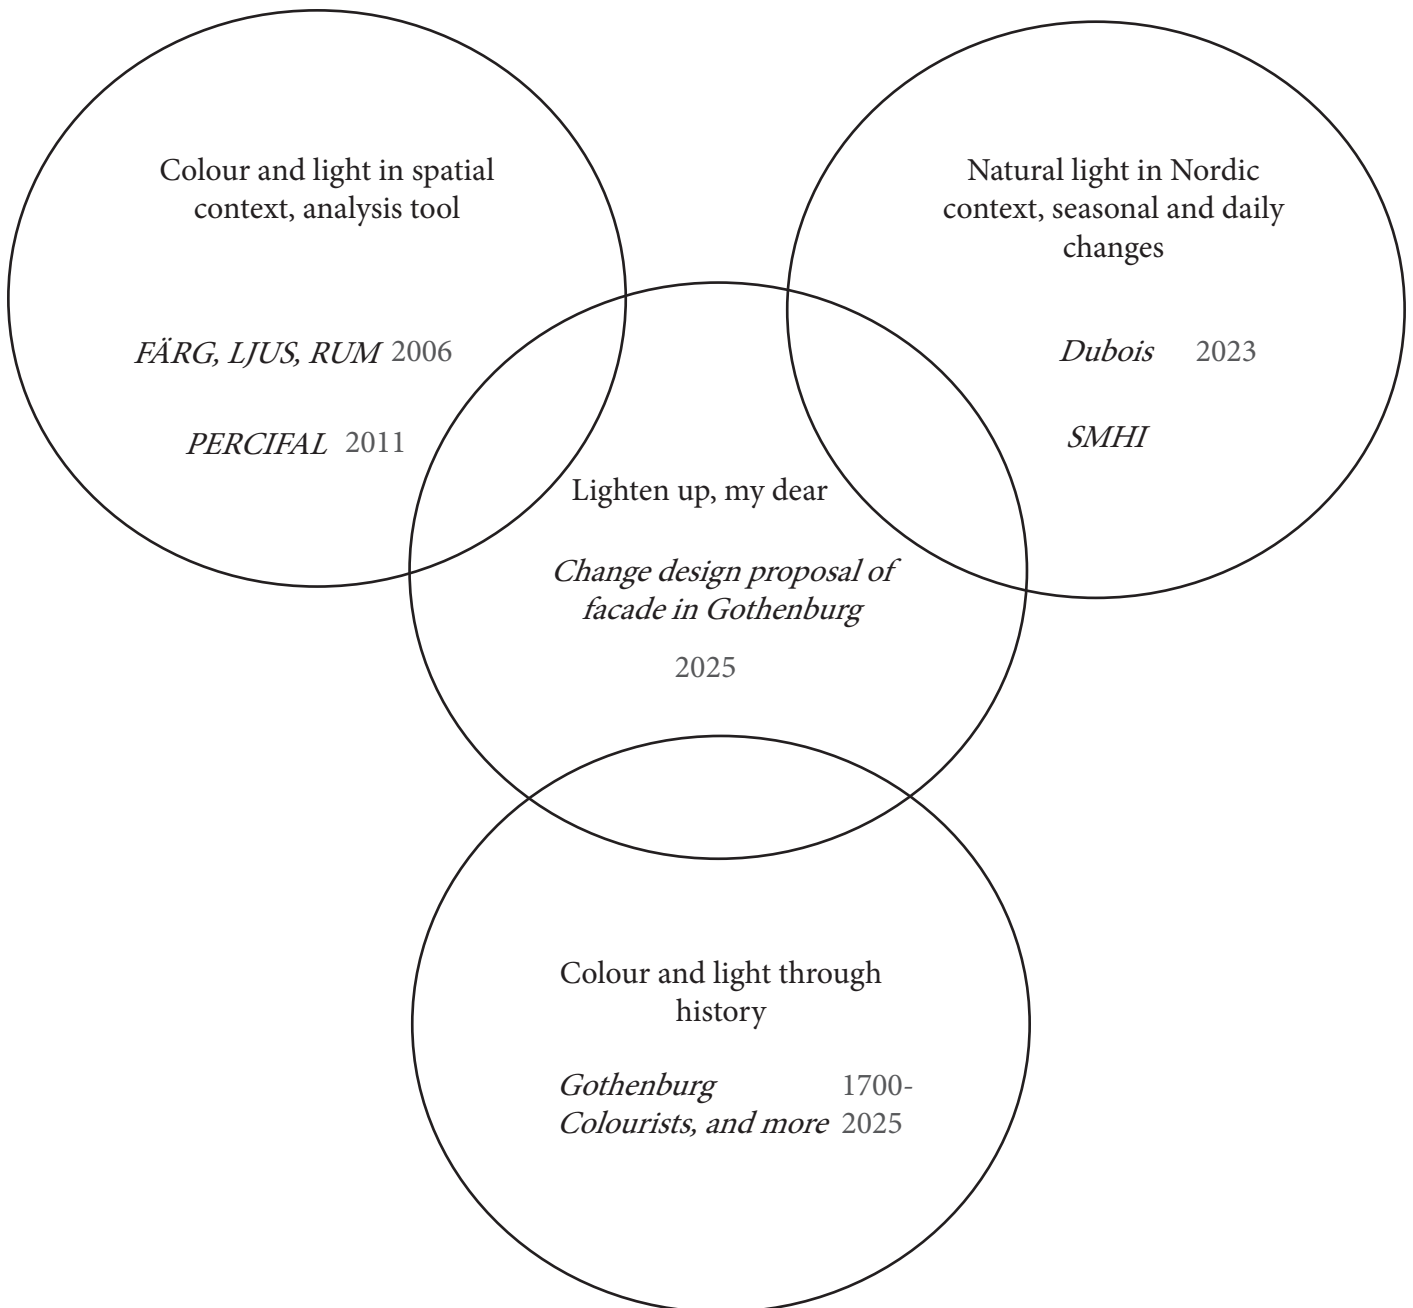 Colour and light in spatial
context, analysis tool
FÄRG, LJUS, RUM 2006
PERCIFAL 2011
Natural light in Nordic
context, seasonal and daily
changes
Dubois 2023
SMHI
Lighten up, my dear
Change design proposal of
facade in Gothenburg
2025
Colour and light through
history
Gothenburg 1700-
Colourists, and more 2025